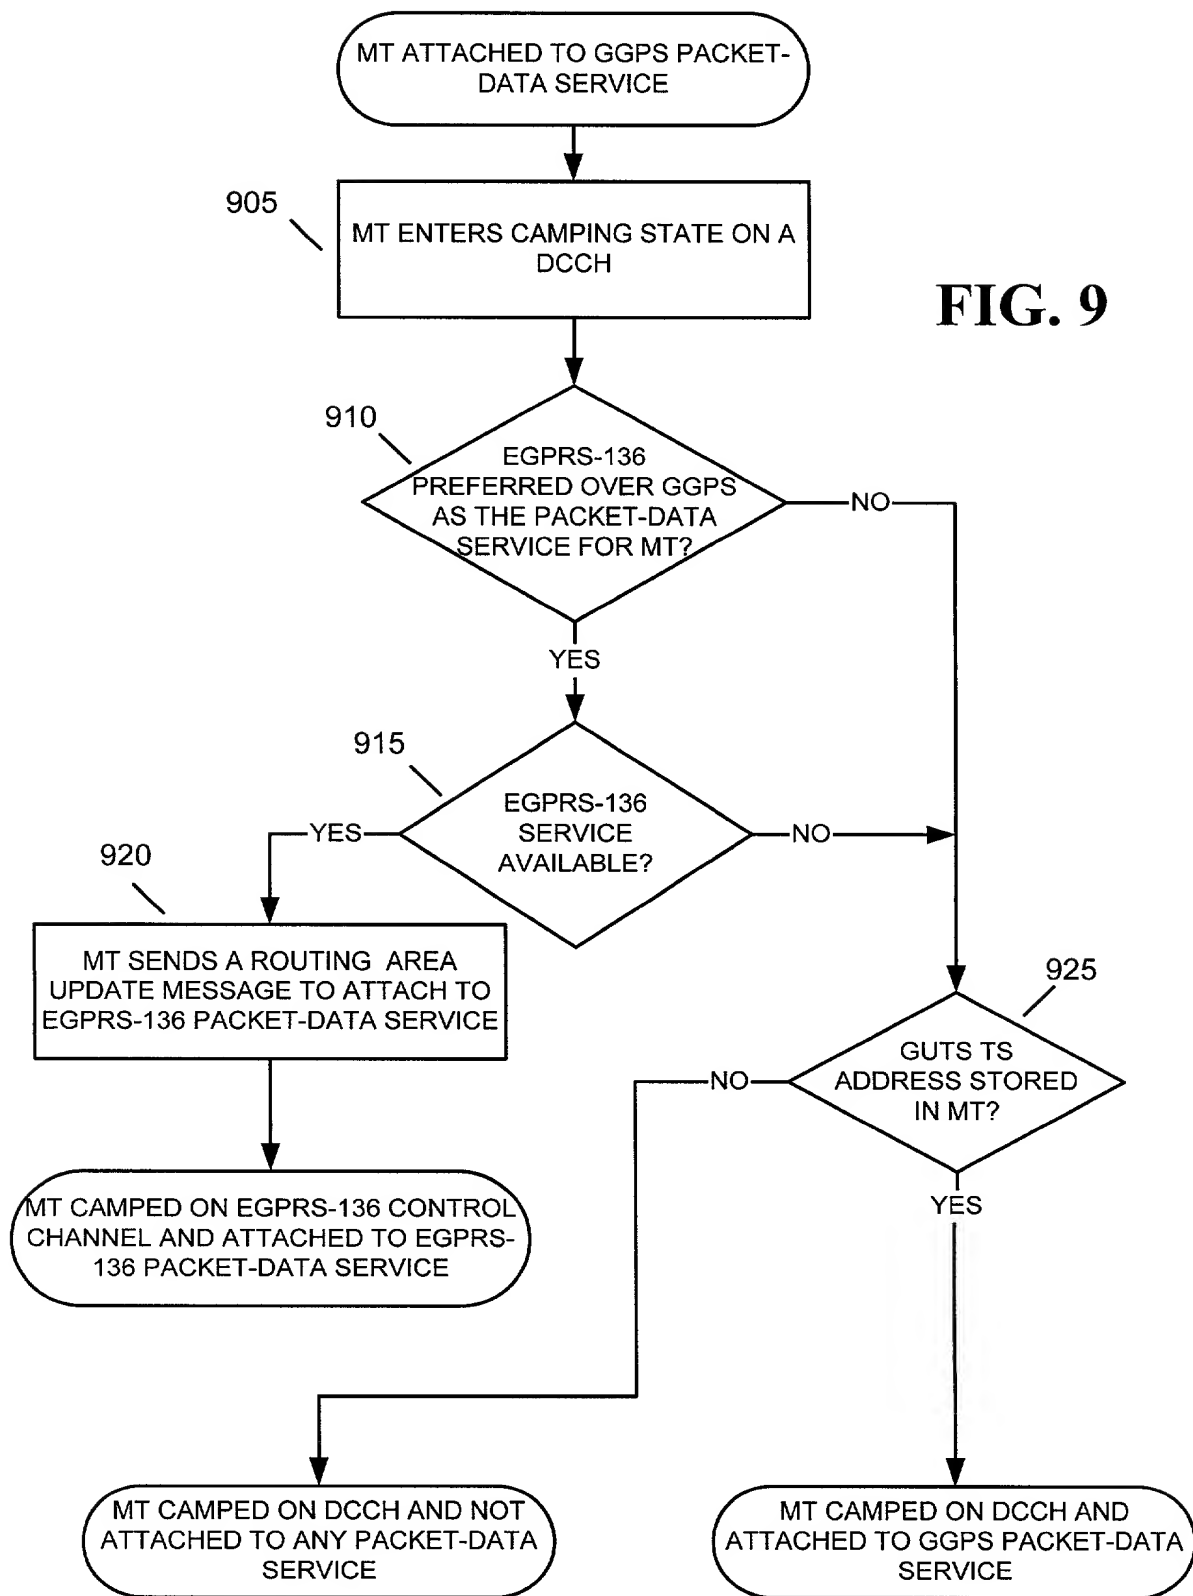 MT ATTACHED TO GGPS PACKET-
DATA SERVICE
905
MT ENTERS CAMPING STATE ON A
DCCH
FIG. 9
910
EGPRS-136
PREFERRED OVER GGPS
AS THE PACKET-DATA
SERVICE FOR MT?
NO
YES
915
EGPRS-136
SERVICE
AVAILABLE?
YES
NO
920
MT SENDS A ROUTING AREA
UPDATE MESSAGE TO ATTACH TO
EGPRS-136 PACKET-DATA SERVICE
925
GUTS TS
ADDRESS STORED
IN MT?
NO
YES
MT CAMPED ON EGPRS-136 CONTROL
CHANNEL AND ATTACHED TO EGPRS-
136 PACKET-DATA SERVICE
MT CAMPED ON DCCH AND NOT
ATTACHED TO ANY PACKET-DATA
SERVICE
MT CAMPED ON DCCH AND
ATTACHED TO GGPS PACKET-DATA
SERVICE